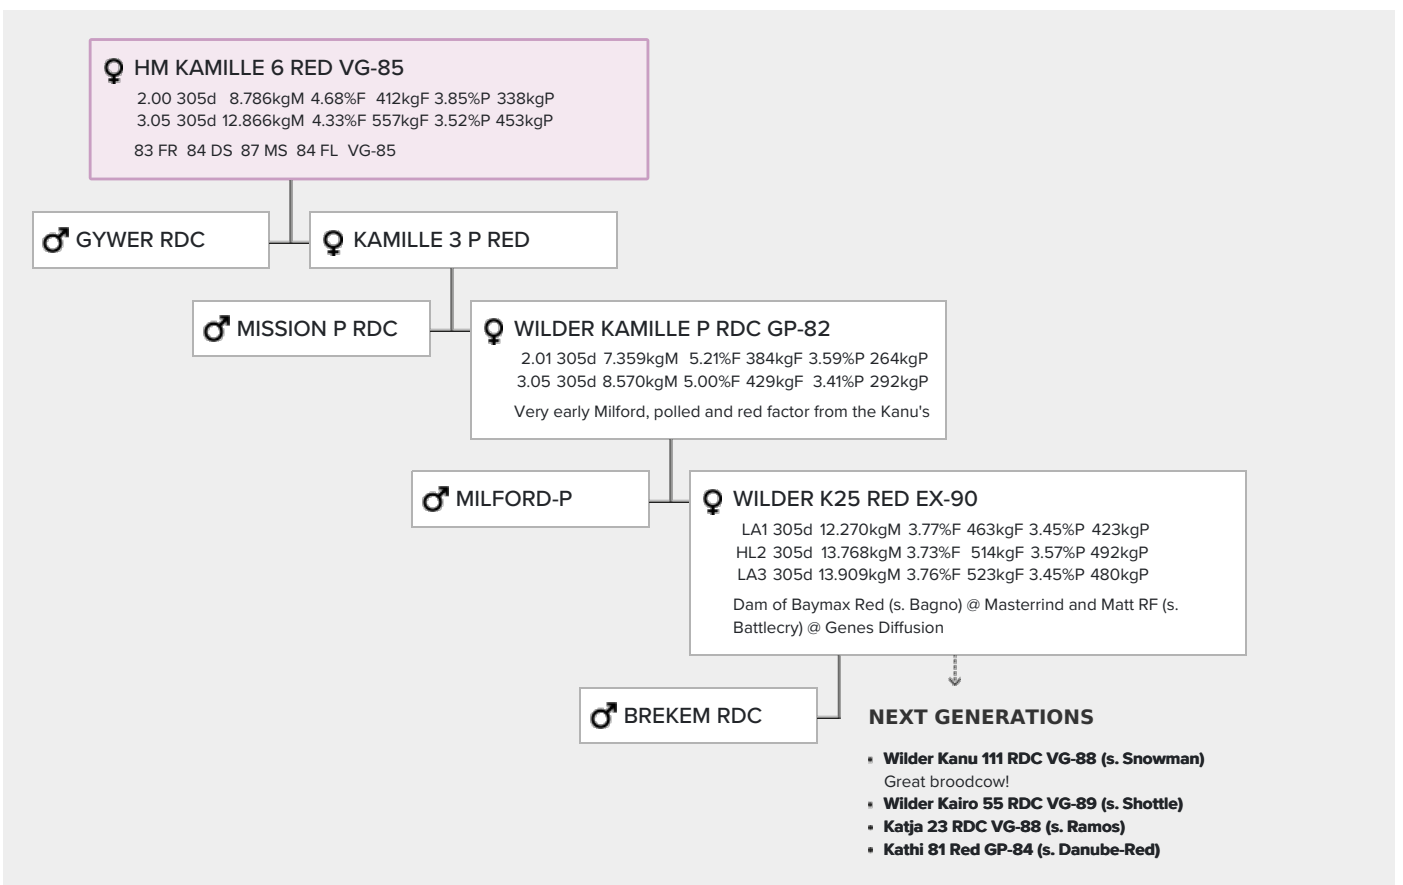 HM KAMILLE 6 RED VG-85
2.00 305d 8.786kgM 4.68%F 412kgF 3.85%P 338kgP
3.05 305d 12.866kgM 4.33%F 557kgF 3.52%P 453kgP
83 FR 84 DS 87 MS 84 FL VG-85
GYWER RDC
KAMILLE 3 P RED
MISSION P RDC
WILDER KAMILLE P RDC GP-82
2.01 305d 7.359kgM 5.21%F 384kgF 3.59%P 264kgP
3.05 305d 8.570kgM 5.00%F 429kgF 3.41%P 292kgP
Very early Milford, polled and red factor from the Kanu's
MILFORD-P
WILDER K25 RED EX-90
LA1 305d 12.270kgM 3.77%F 463kgF 3.45%P 423kgP
HL2 305d 13.768kgM 3.73%F 514kgF 3.57%P 492kgP
LA3 305d 13.909kgM 3.76%F 523kgF 3.45%P 480kgP
Dam of Baymax Red (s. Bagno) @ Masterrind and Matt RF (s.
Battlecry) @ Genes Diffusion
BREKEM RDC
NEXT GENERATIONS
• Wilder Kanu 111 RDC VG-88 (s. Snowman)
Great broodcow!
• Wilder Kairo 55 RDC VG-89 (s. Shottle)
• Katja 23 RDC VG-88 (s. Ramos)
• Kathi 81 Red GP-84 (s. Danube-Red)